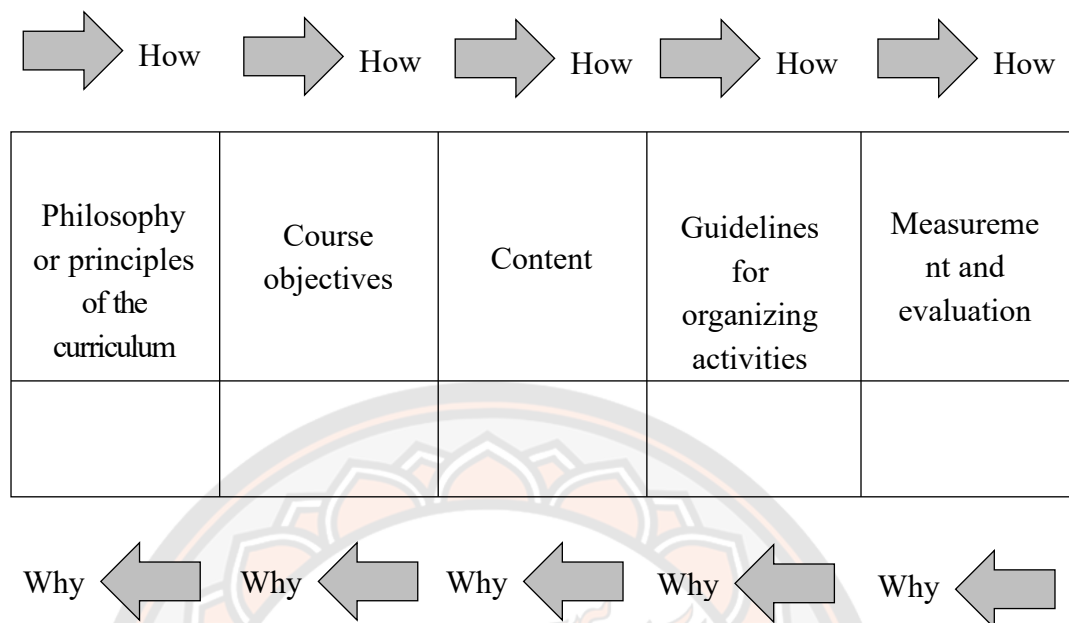 How How How How How
Philosophy
or principles
of the
curriculum
Course
objectives
Content
Guidelines
for
organizing
activities
Measureme
nt and
evaluation
Why Why Why Why Why